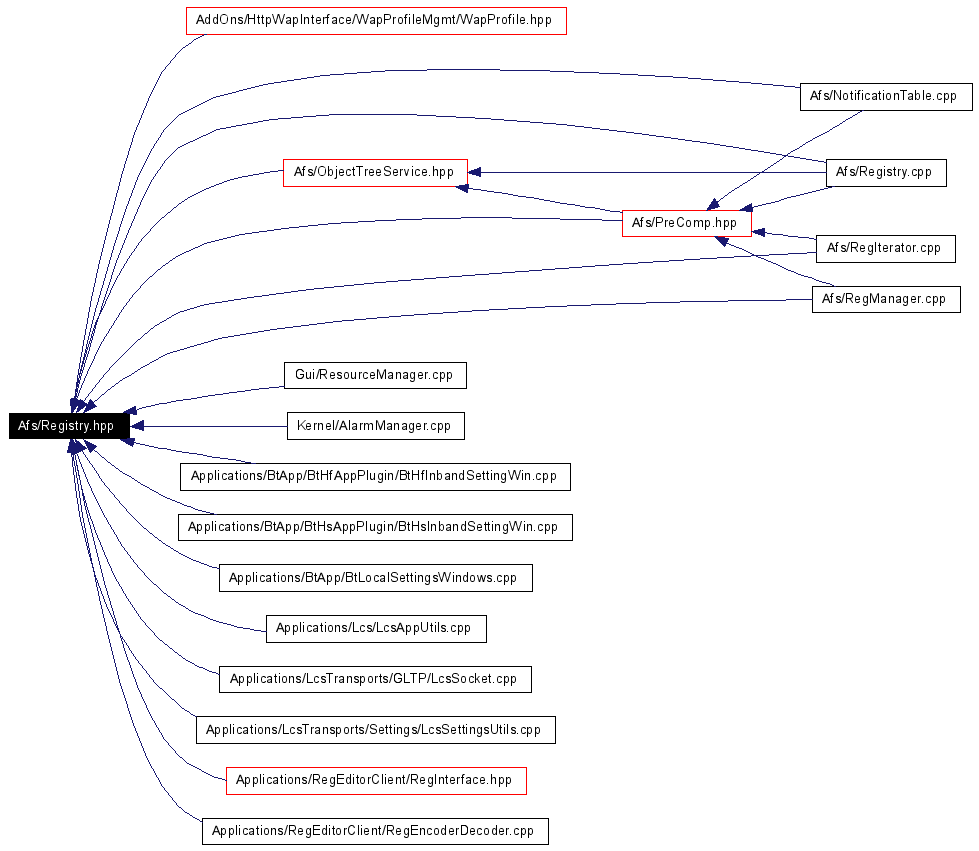 AddOns/HttpWapInterface/WapProfileMgmt/WapProfile.hpp
Afs/NotificationTable.cpp
Afs/ObjectTreeService.hpp
Afs/Registry.cpp
Afs/PreComp.hpp
Afs/RegIterator.cpp
Afs/RegManager.cpp
Gui/ResourceManager.cpp
Afs/Registry.hpp
Kernel/AlarmManager.cpp
Applications/BtApp/BtHfAppPlugin/BtHfInbandSettingWin.cpp
Applications/BtApp/BtHsAppPlugin/BtHsInbandSettingWin.cpp
Applications/BtApp/BtLocalSettingsWindows.cpp
Applications/Lcs/LcsAppUtils.cpp
Applications/LcsTransports/GLTP/LcsSocket.cpp
Applications/LcsTransports/Settings/LcsSettingsUtils.cpp
Applications/RegEditorClient/RegInterface.hpp
Applications/RegEditorClient/RegEncoderDecoder.cpp